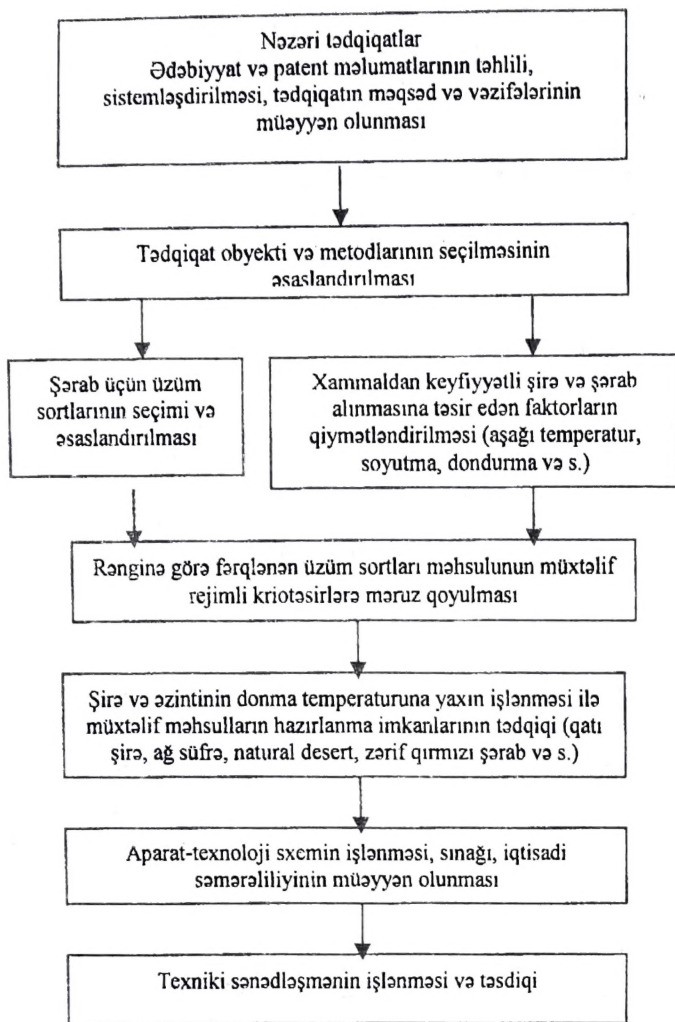 Nəzəri tədqiqatlar
Ədəbiyyat və patent məlumatlarının təhlili,
sistemləşdirilməsi, tədqiqatın məqsəd və vəzifələrinin
müəyyən olunması
Tədqiqat obyekti və metodlarının seçilməsinin
əsaslandırılması
Şərab üçün üzüm
sortlarının seçimi və
əsaslandırılması
Xammaldan keyfiyyətli şirə və şərab
alınmasına təsir edən faktorların
qiymətləndirilməsi (aşağı temperatur,
soyutma, dondurma və s.)
Rənginə görə fərqlənən üzüm sortları məhsulunun müxtəlif
rejimli kriotəsirlərə məruz qoyulması
Şirə və əzintinin donma temperaturuna yaxın işlənməsi ilə
müxtəlif məhsulların hazırlanma imkanlarının tədqiqi (qatı
şirə, ağ süfrə, natural desert, zərif qırmızı şərab və s.)
Aparat-texnoloji sxemin işlənməsi, sınağı, iqtisadi
səmərəliliyinin müəyyən olunması
Texniki sənədləşmənin işlənməsi və təsdiqi